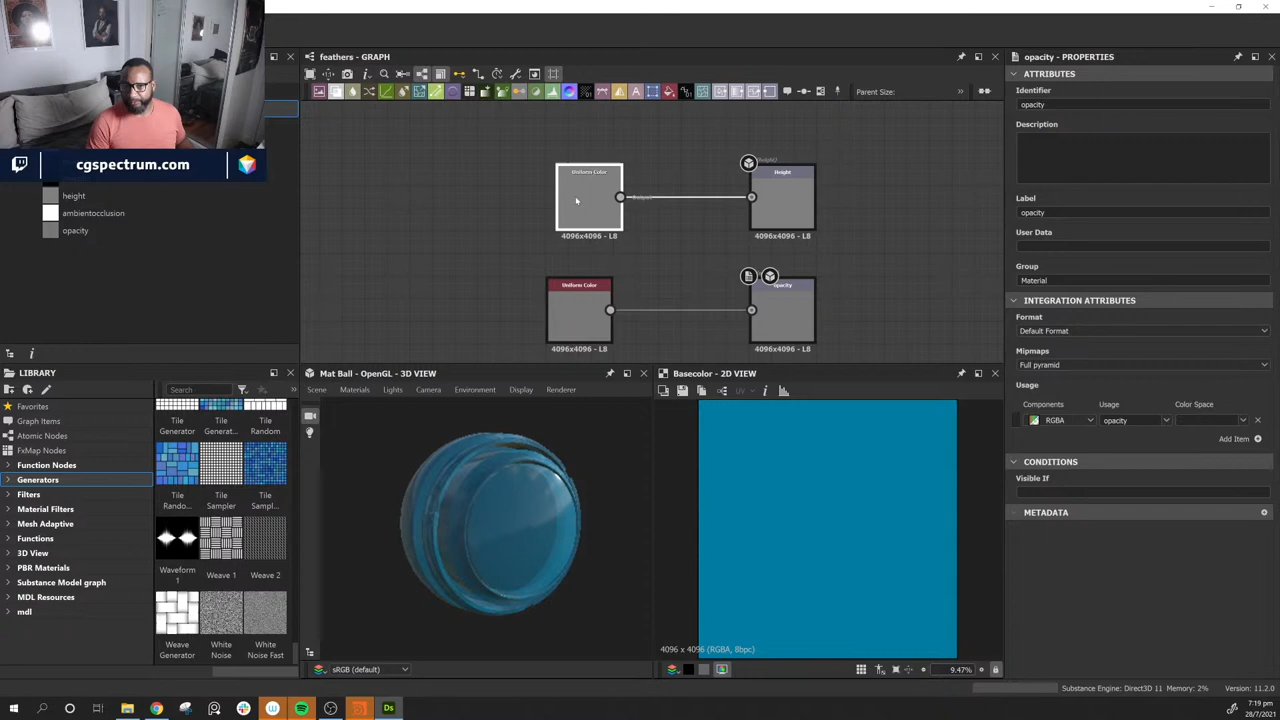 feathers - GRAPH
Parent Size:
cgspectrum.com
height
ambientocclusion
opacity
Uniform Color
4096x4096 - L8
Height
4096x4096 - L8
Uniform Color
4096x4096 - L8
opacity
4096x4096 - L8
LIBRARY
Search
Favorites
Graph Items
Atomic Nodes
FxMap Nodes
Function Nodes
Generators
Filters
Material Filters
Mesh Adaptive
Functions
3D View
PBR Materials
Substance Model graph
MDL Resources
mdl
Tile Generator
Tile Generat...
Tile Random
Tile Rando...
Tile Sampler
Tile Sampl...
Waveform 1
Weave 1
Weave 2
Weave Generator
White Noise
White Noise Fast
Mat Ball - OpenGL - 3D VIEW
Scene Materials Lights Camera Environment Display Renderer
sRGB (default)
Basecolor - 2D VIEW
UV
4096 x 4096 (RGBA, 8bpc)
9.47%
opacity - PROPERTIES
ATTRIBUTES
Identifier
opacity
Description
Label
opacity
User Data
Group
Material
INTEGRATION ATTRIBUTES
Format
Default Format
Mipmaps
Full pyramid
Usage
Components Usage Color Space
RGBA opacity
Add Item
CONDITIONS
Visible If
METADATA
Substance Engine: Direct3D 11 Memory: 2% Version: 11.2.0
Ds
7:19 pm
28/7/2021